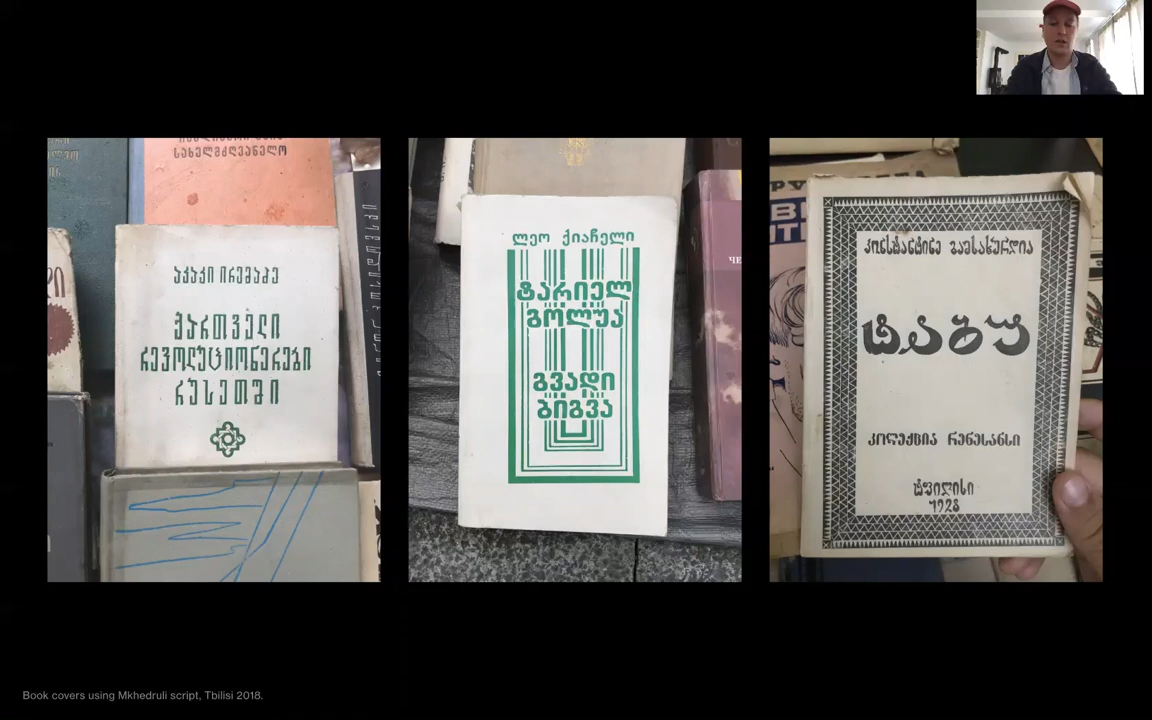 სახელმძღვანელო
აკაკი ირემაძე
ქართველი
რევოლუციონერები
რუსეთში
ლეო ქიაჩელი
ტარიელ
გოლუა
გვადი
ბიგვა
კონსტანტინე გამსახურდია
ტაბუ
კოლექცია რენესანსი
ტფილისი
1928
Book covers using Mkhedruli script, Tbilisi 2018.